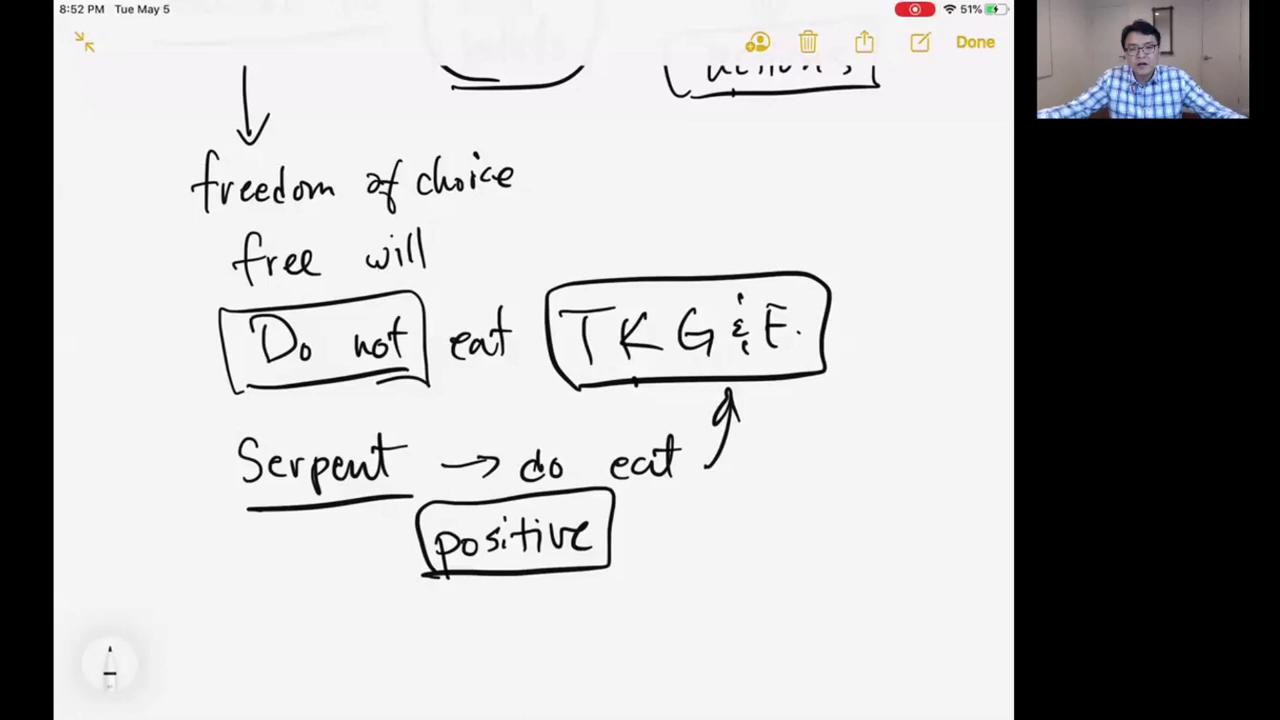 8:52 PM Tue May 5
51%
Done
freedom of choice
free will
Do not eat TKG & E.
Serpent → do eat
positive